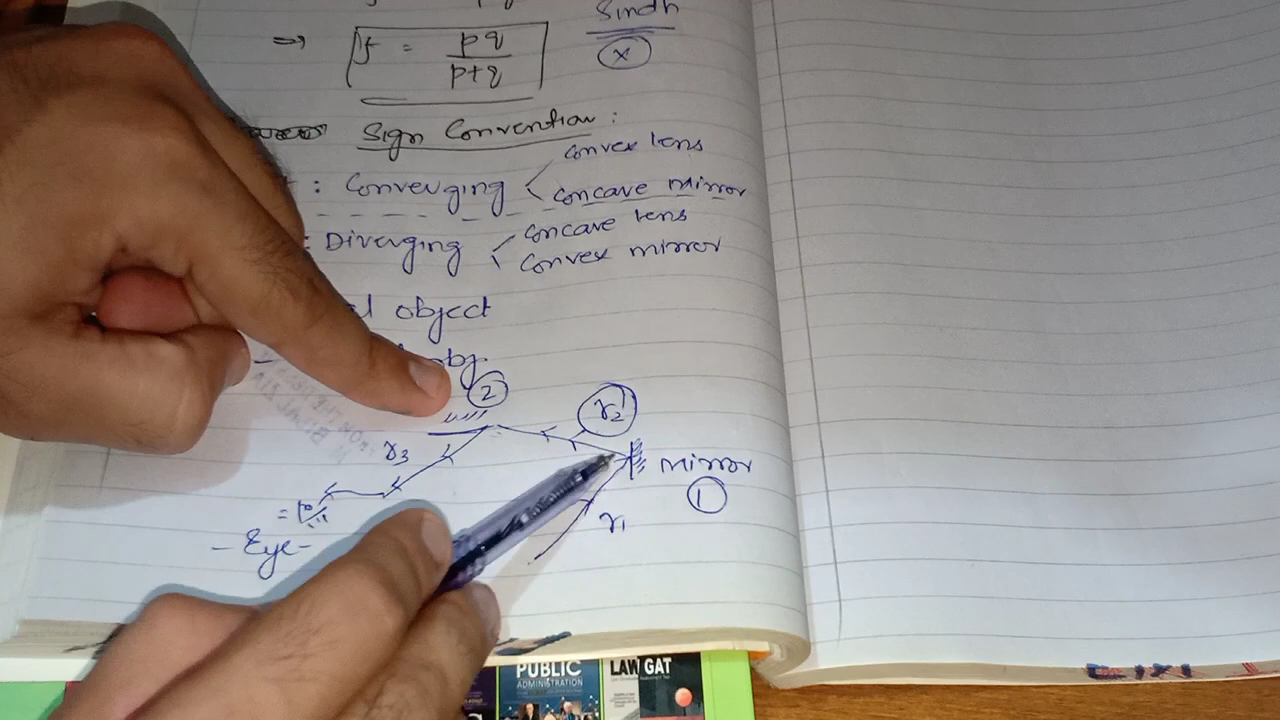 Sindh
⇒ f = pq / p+q
x
Sign Convention :
: Converging
convex lens
concave mirror
: Diverging
concave lens
convex mirror
object
obj.
2
r2
r3
mirror
1
r1
- Eye -
PUBLIC
ADMINISTRATION
LAW GAT